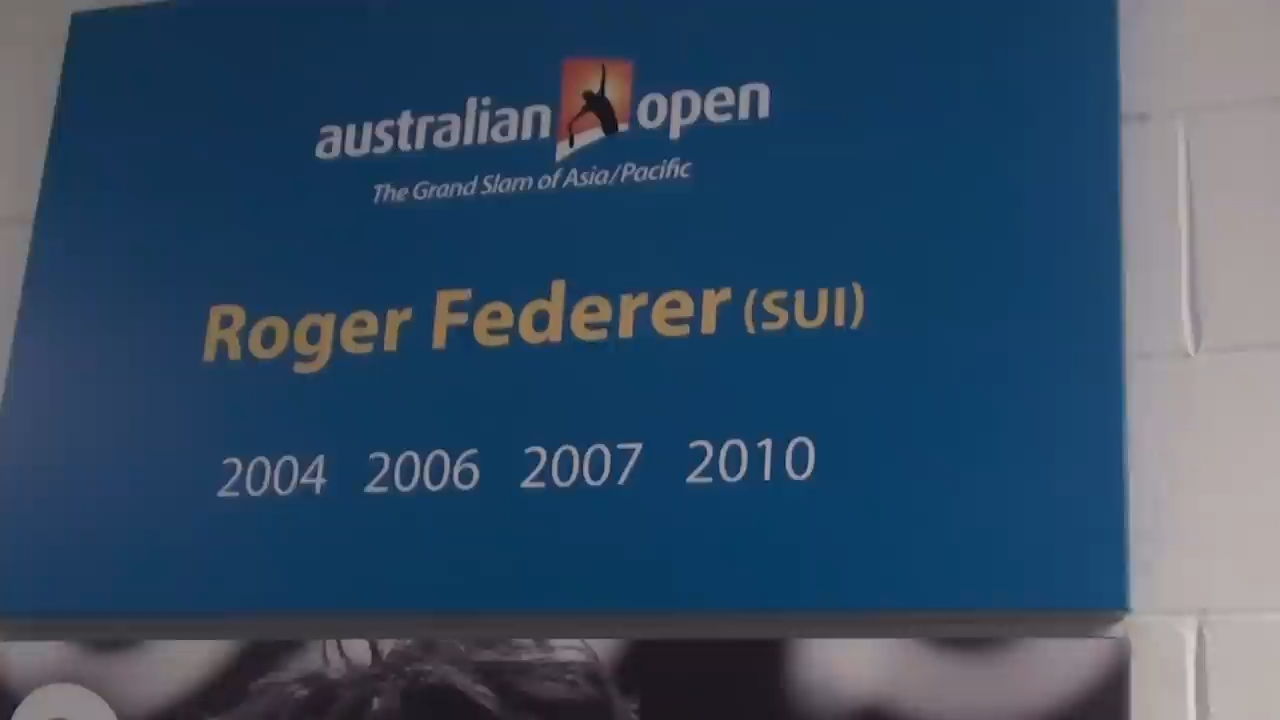 australian open
The Grand Slam of Asia/Pacific
Roger Federer (SUI)
2004 2006 2007 2010